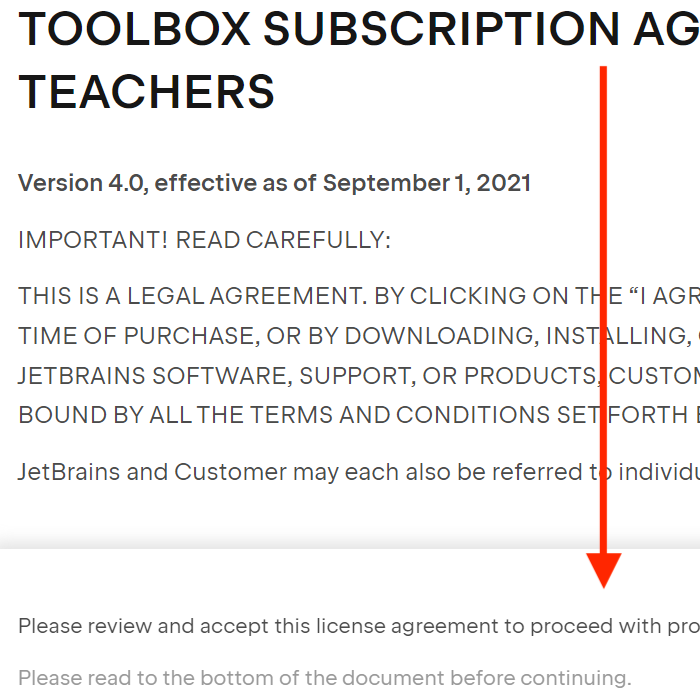 TOOLBOX SUBSCRIPTION AG
TEACHERS
Version 4.0, effective as of September 1, 2021
IMPORTANT! READ CAREFULLY:
THIS IS A LEGAL AGREEMENT. BY CLICKING ON THE “I AGR
TIME OF PURCHASE, OR BY DOWNLOADING, INSTALLING,
JETBRAINS SOFTWARE, SUPPORT, OR PRODUCTS, CUSTOM
BOUND BY ALL THE TERMS AND CONDITIONS SET FORTH
JetBrains and Customer may each also be referred to individu
Please review and accept this license agreement to proceed with pro
Please read to the bottom of the document before continuing.